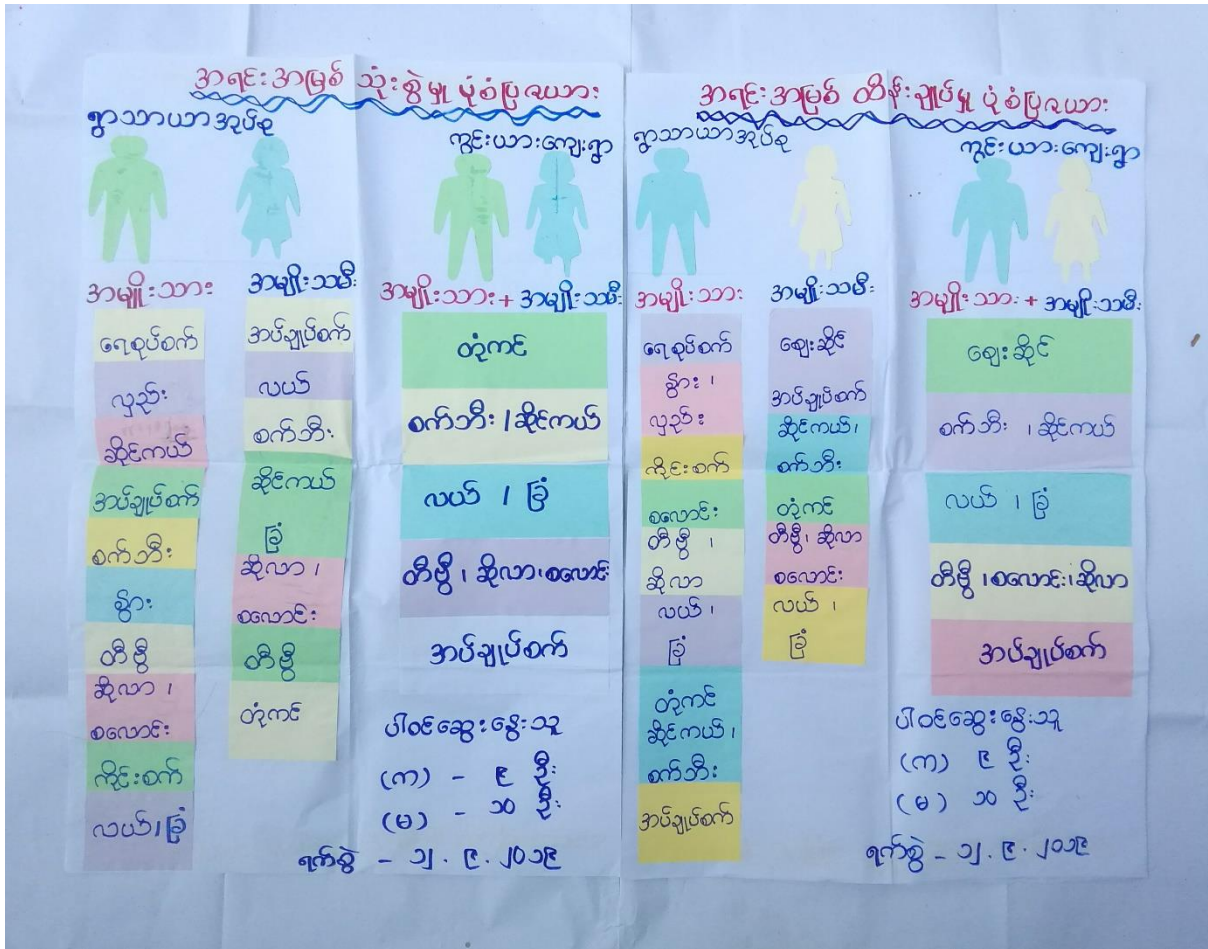 အရင်းအမြစ် သုံးစွဲမှု ပုံစံပြဇယား
ရွာသာယာအုပ်စု
ကွင်းယားကျေးရွာ
အမျိုးသား
ရေစုပ်စက်
လှည်း
ဆိုင်ကယ်
အပ်ချုပ်စက်
စက်ဘီး
နွား
တီဗွီ
ဆိုလာ ၊
စလောင်း
ကိုင်းစက်
လယ်၊ခြံ
အမျိုးသမီး
အပ်ချုပ်စက်
လယ်
စက်ဘီး
ဆိုင်ကယ်
ခြံ
ဆိုလာ ၊
စလောင်း
တီဗွီ
တုံကင်
အမျိုးသား + အမျိုးသမီး
တုံကင်
စက်ဘီး ၊ ဆိုင်ကယ်
လယ် ၊ ခြံ
တီဗွီ ၊ ဆိုလာ ၊ စလောင်း
အပ်ချုပ်စက်
ပါဝင်ဆွေးနွေးသူ
(က) - ၉ ဦး
(မ) - ၁၀ ဦး
ရက်စွဲ - ၁၂ . ၉ . ၂၀၁၉
အရင်းအမြစ် ထိန်းချုပ်မှု ပုံစံပြဇယား
ရွာသာယာအုပ်စု
ကွင်းယားကျေးရွာ
အမျိုးသား
ရေစုပ်စက်
နွား ၊
လှည်း
ကိုင်းစက်
စလောင်း
တီဗွီ ၊
ဆိုလာ
လယ် ၊
ခြံ
တုံကင်
ဆိုင်ကယ် ၊
စက်ဘီး
အပ်ချုပ်စက်
အမျိုးသမီး
ဈေးဆိုင်
အပ်ချုပ်စက်
ဆိုင်ကယ် ၊
စက်ဘီး
တုံကင်
တီဗွီ ၊ ဆိုလာ
စလောင်း
လယ် ၊
ခြံ
အမျိုးသား + အမျိုးသမီး
ဈေးဆိုင်
စက်ဘီး ၊ ဆိုင်ကယ်
လယ် ၊ ခြံ
တီဗွီ ၊ စလောင်း ၊ ဆိုလာ
အပ်ချုပ်စက်
ပါဝင်ဆွေးနွေးသူ
(က) ၉ ဦး
(မ) ၁၀ ဦး
ရက်စွဲ - ၁၂ . ၉ . ၂၀၁၉